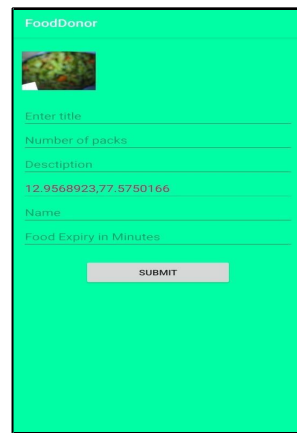 FoodDonor
Enter title
Number of packs
Desctiption
12.9568923,77.5750166
Name
Food Expiry in Minutes
SUBMIT